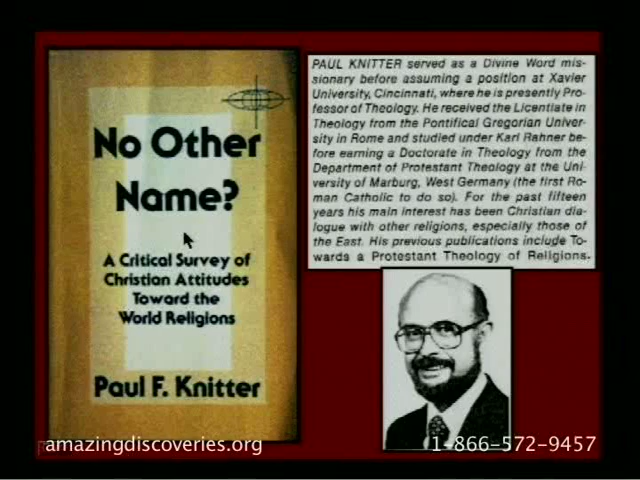 No Other
Name?
A Critical Survey of
Christian Attitudes
Toward the
World Religions
Paul F. Knitter
PAUL KNITTER served as a Divine Word mis-
sionary before assuming a position at Xavier
University, Cincinnati, where he is presently Pro-
fessor of Theology. He received the Licentiate in
Theology from the Pontifical Gregorian Univer-
sity in Rome and studied under Karl Rahner be-
fore earning a Doctorate in Theology from the
Department of Protestant Theology at the Uni-
versity of Marburg, West Germany (the first Ro-
man Catholic to do so). For the past fifteen
years his main interest has been Christian dia-
logue with other religions, especially those of
the East. His previous publications include To-
wards a Protestant Theology of Religions.
amazingdiscoveries.org
1-866-572-9457